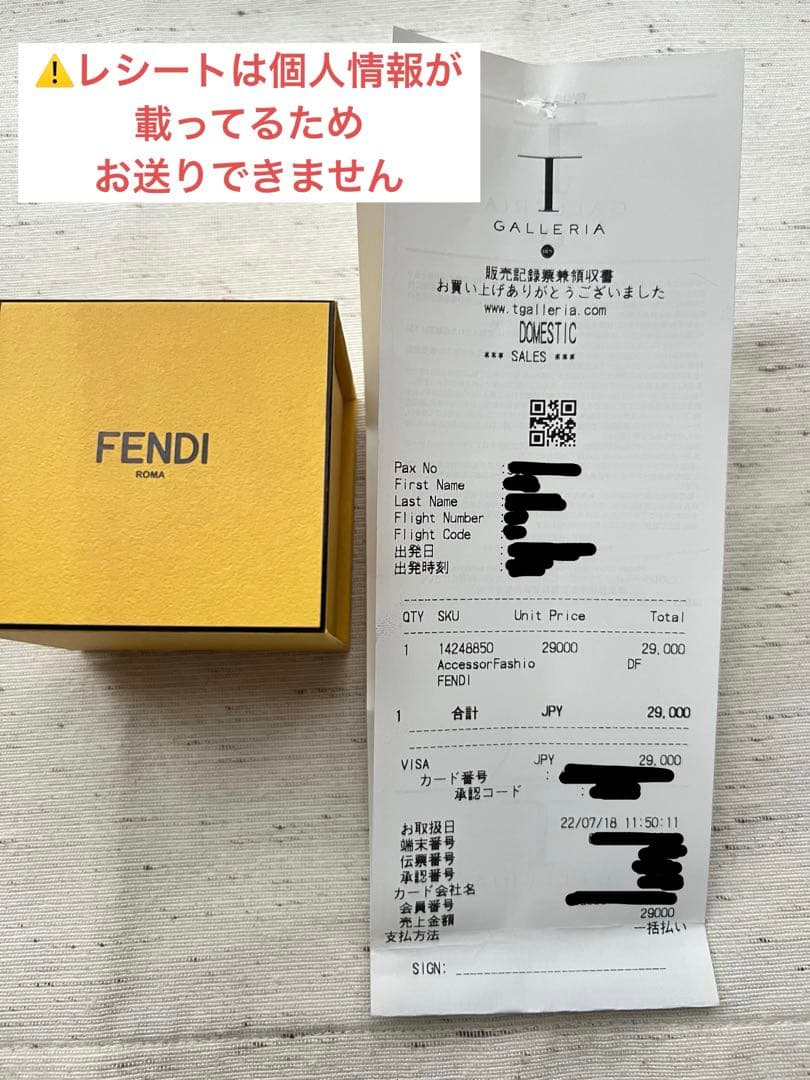 ⚠️レシートは個人情報が
載ってるため
お送りできません
FENDI
ROMA
T
GALLERIA
販売記録票兼領収書
お買い上げありがとうございました
www.tgalleria.com
DOMESTIC
*** SALES ***
Pax No :
First Name :
Last Name :
Flight Number :
Flight Code :
出発日 :
出発時刻 :
QTY SKU Unit Price Total
1 14248850 29000 29,000
AccessorFashio DF
FENDI
1 合計 JPY 29,000
VISA JPY 29,000
カード番号 :
承認コード :
お取扱日 22/07/18 11:50:11
端末番号
伝票番号
承認番号
カード会社名
会員番号
売上金額 29000
支払方法 一括払い
SIGN: